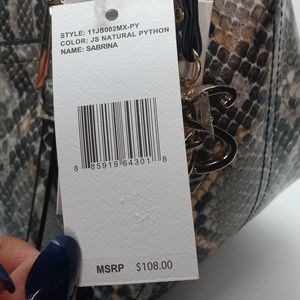 STYLE: 11JS002MX-PY
COLOR: JS NATURAL PYTHON
NAME: SABRINA
8 85919 64301 8
MSRP $108.00